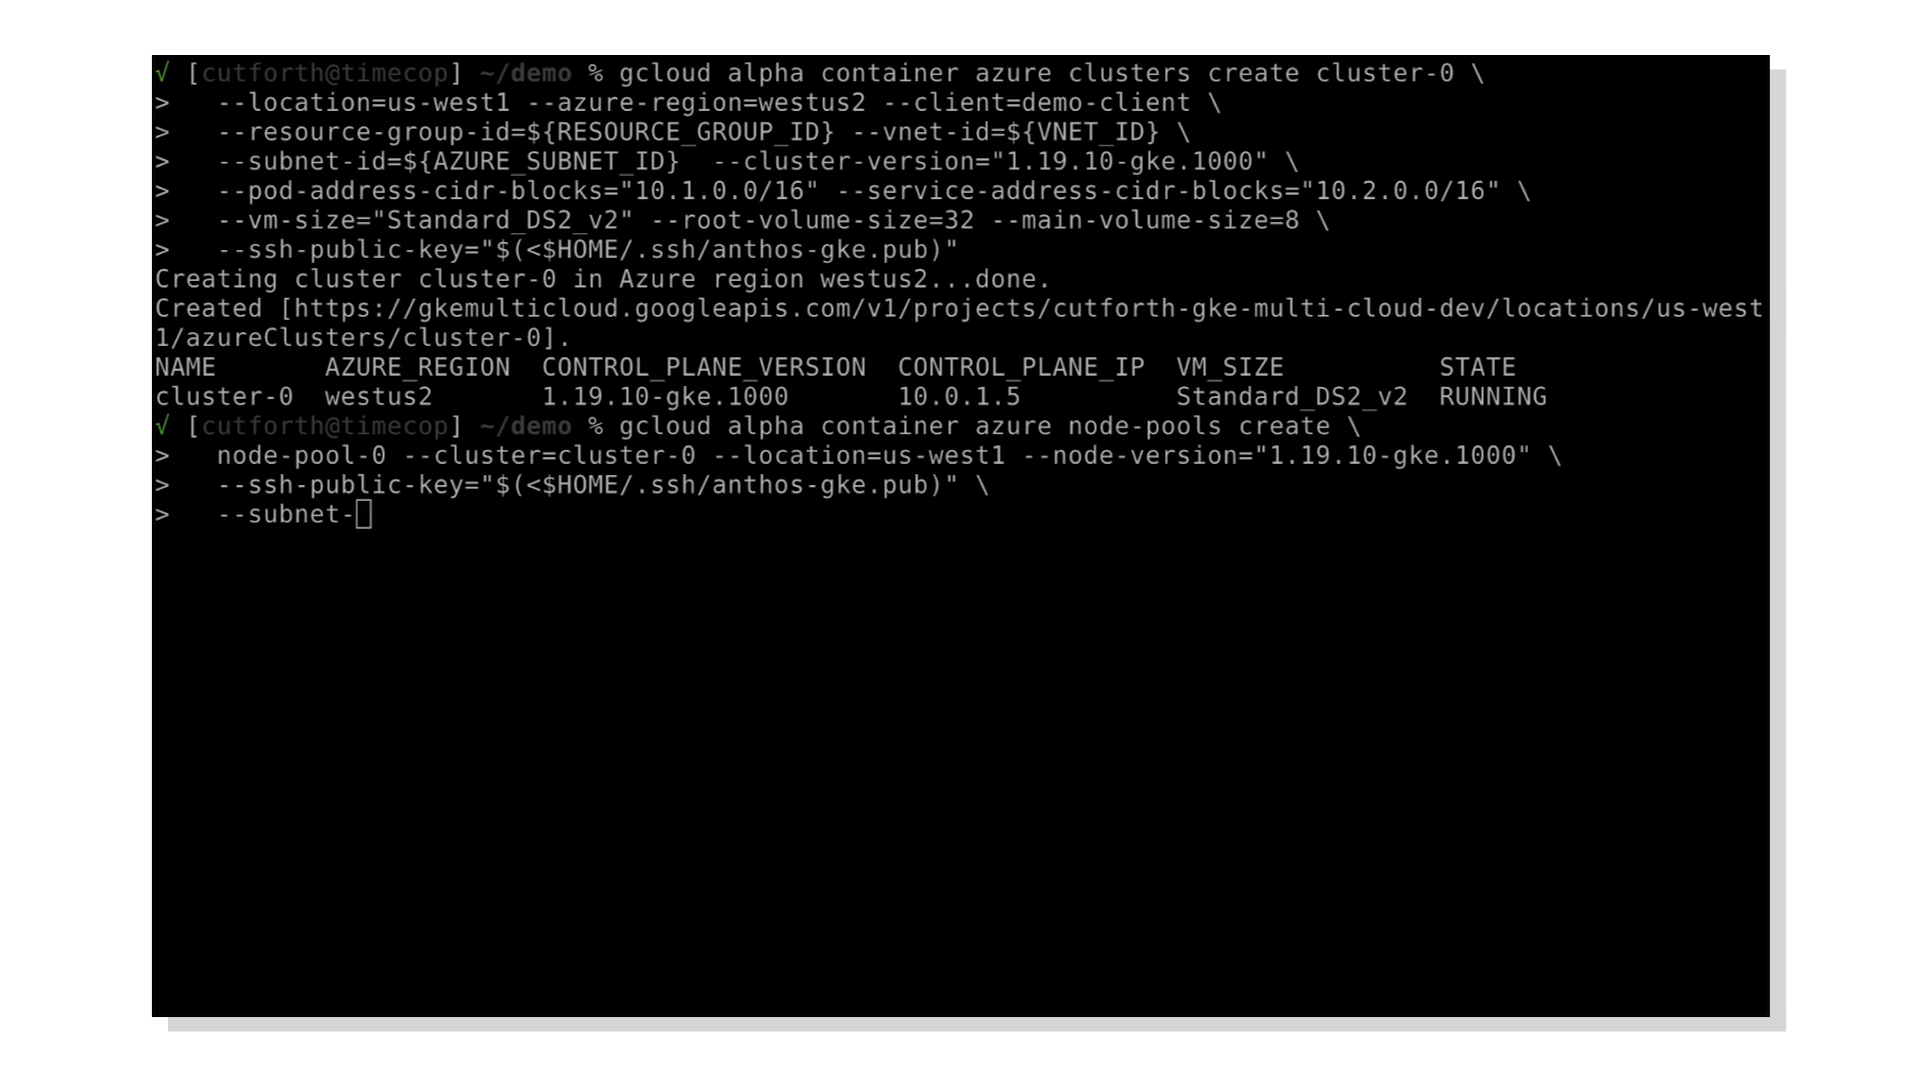 √ [cutforth@timecop] ~/demo % gcloud alpha container azure clusters create cluster-0 \
>   --location=us-west1 --azure-region=westus2 --client=demo-client \
>   --resource-group-id=${RESOURCE_GROUP_ID} --vnet-id=${VNET_ID} \
>   --subnet-id=${AZURE_SUBNET_ID}  --cluster-version="1.19.10-gke.1000" \
>   --pod-address-cidr-blocks="10.1.0.0/16" --service-address-cidr-blocks="10.2.0.0/16" \
>   --vm-size="Standard_DS2_v2" --root-volume-size=32 --main-volume-size=8 \
>   --ssh-public-key="$(<$HOME/.ssh/anthos-gke.pub)"
Creating cluster cluster-0 in Azure region westus2...done.
Created [https://gkemulticloud.googleapis.com/v1/projects/cutforth-gke-multi-cloud-dev/locations/us-west
1/azureClusters/cluster-0].
NAME       AZURE_REGION  CONTROL_PLANE_VERSION  CONTROL_PLANE_IP  VM_SIZE          STATE
cluster-0  westus2       1.19.10-gke.1000       10.0.1.5          Standard_DS2_v2  RUNNING
√ [cutforth@timecop] ~/demo % gcloud alpha container azure node-pools create \
>   node-pool-0 --cluster=cluster-0 --location=us-west1 --node-version="1.19.10-gke.1000" \
>   --ssh-public-key="$(<$HOME/.ssh/anthos-gke.pub)" \
>   --subnet-